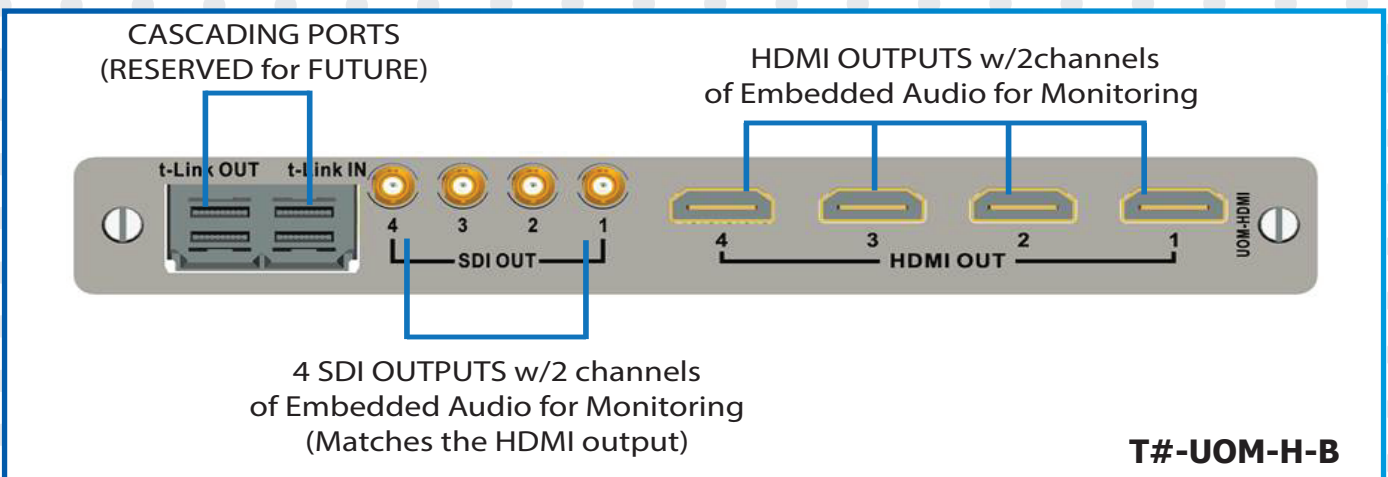 CASCADING PORTS
(RESERVED for FUTURE)
HDMI OUTPUTS w/2channels
of Embedded Audio for Monitoring
t-Link OUT t-Link IN
4 3 2 1
SDI OUT
4 3 2 1
HDMI OUT
UOM-HDMI
4 SDI OUTPUTS w/2 channels
of Embedded Audio for Monitoring
(Matches the HDMI output)
T#-UOM-H-B